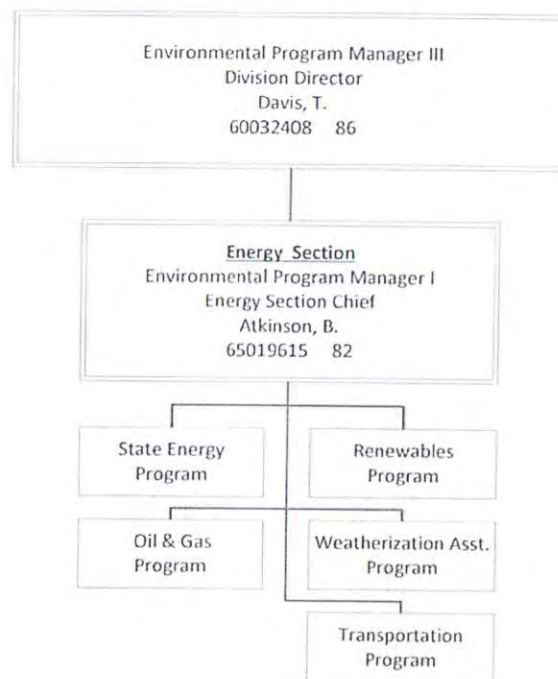 Environmental Program Manager III
Division Director
Davis, T.
60032408 86
Energy Section
Environmental Program Manager I
Energy Section Chief
Atkinson, B.
65019615 82
State Energy
Program
Renewables
Program
Oil & Gas
Program
Weatherization Asst.
Program
Transportation
Program